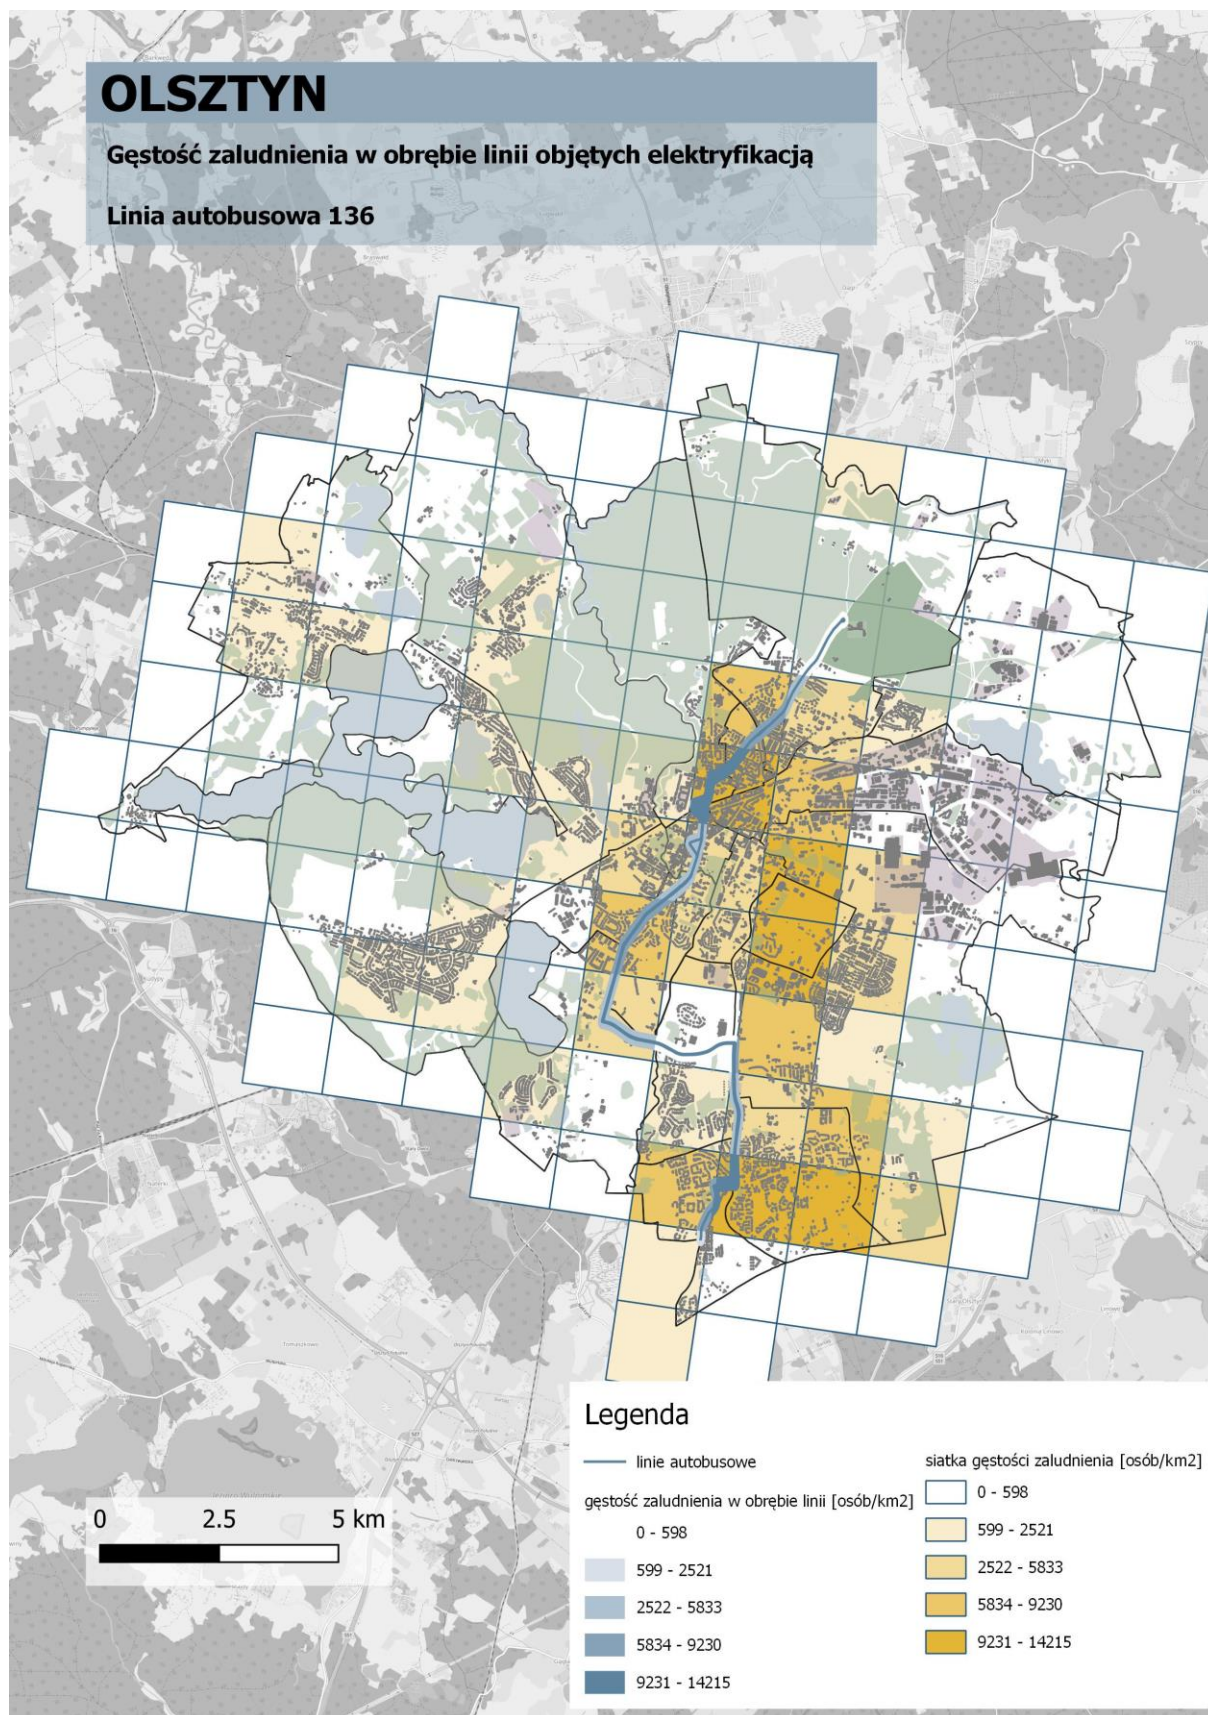 OLSZTYN
Gęstość zaludnienia w obrębie linii objętych elektryfikacją
Linia autobusowa 136
Legenda
linie autobusowe
gęstość zaludnienia w obrębie linii [osób/km2]
0 - 598
599 - 2521
2522 - 5833
5834 - 9230
9231 - 14215
siatka gęstości zaludnienia [osób/km2]
0 - 598
599 - 2521
2522 - 5833
5834 - 9230
9231 - 14215
0 2.5 5 km